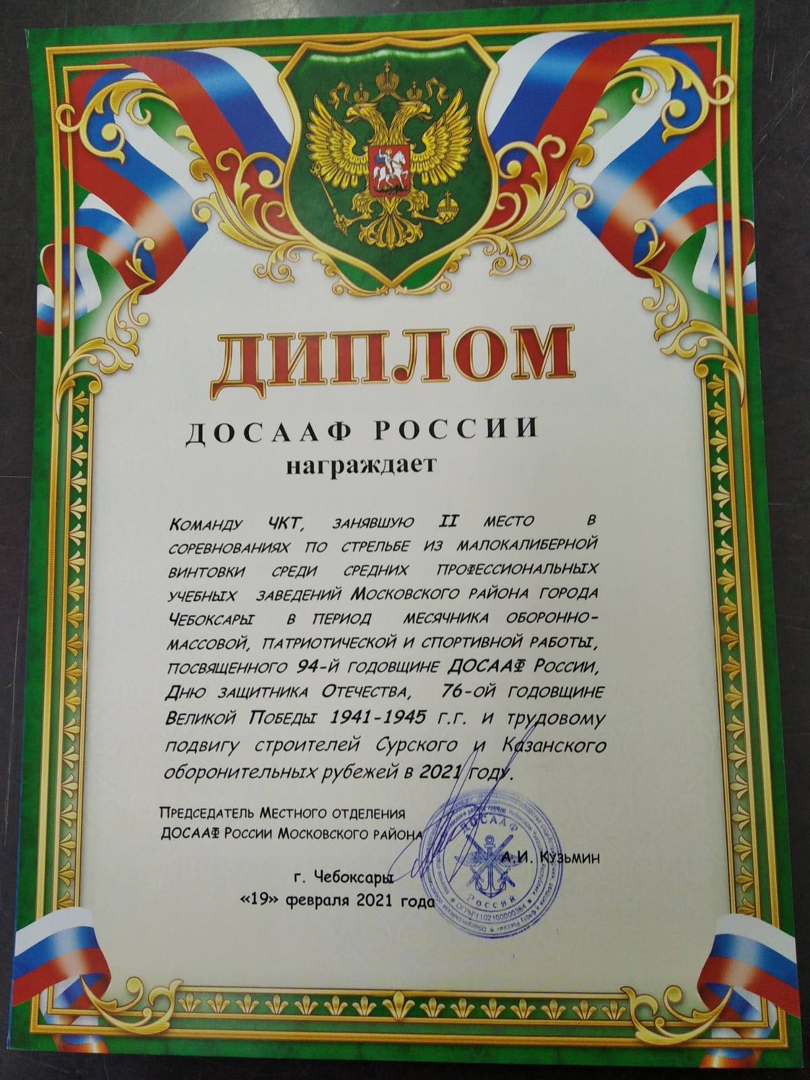 ДИПЛОМ
ДОСААФ РОССИИ
награждает
Команду ЧКТ, занявшую II место в
соревнованиях по стрельбе из малокалиберной
винтовки среди средних профессиональных
учебных заведений Московского района города
Чебоксары в период месячника оборонно-
массовой, патриотической и спортивной работы,
посвященного 94-й годовщине ДОСААФ России,
Дню защитника Отечества, 76-ой годовщине
Великой Победы 1941-1945 г.г. и трудовому
подвигу строителей Сурского и Казанского
оборонительных рубежей в 2021 году.
Председатель Местного отделения
ДОСААФ России Московского района
А.И. Кузьмин
г. Чебоксары
«19» февраля 2021 года
ДОСААФ
России